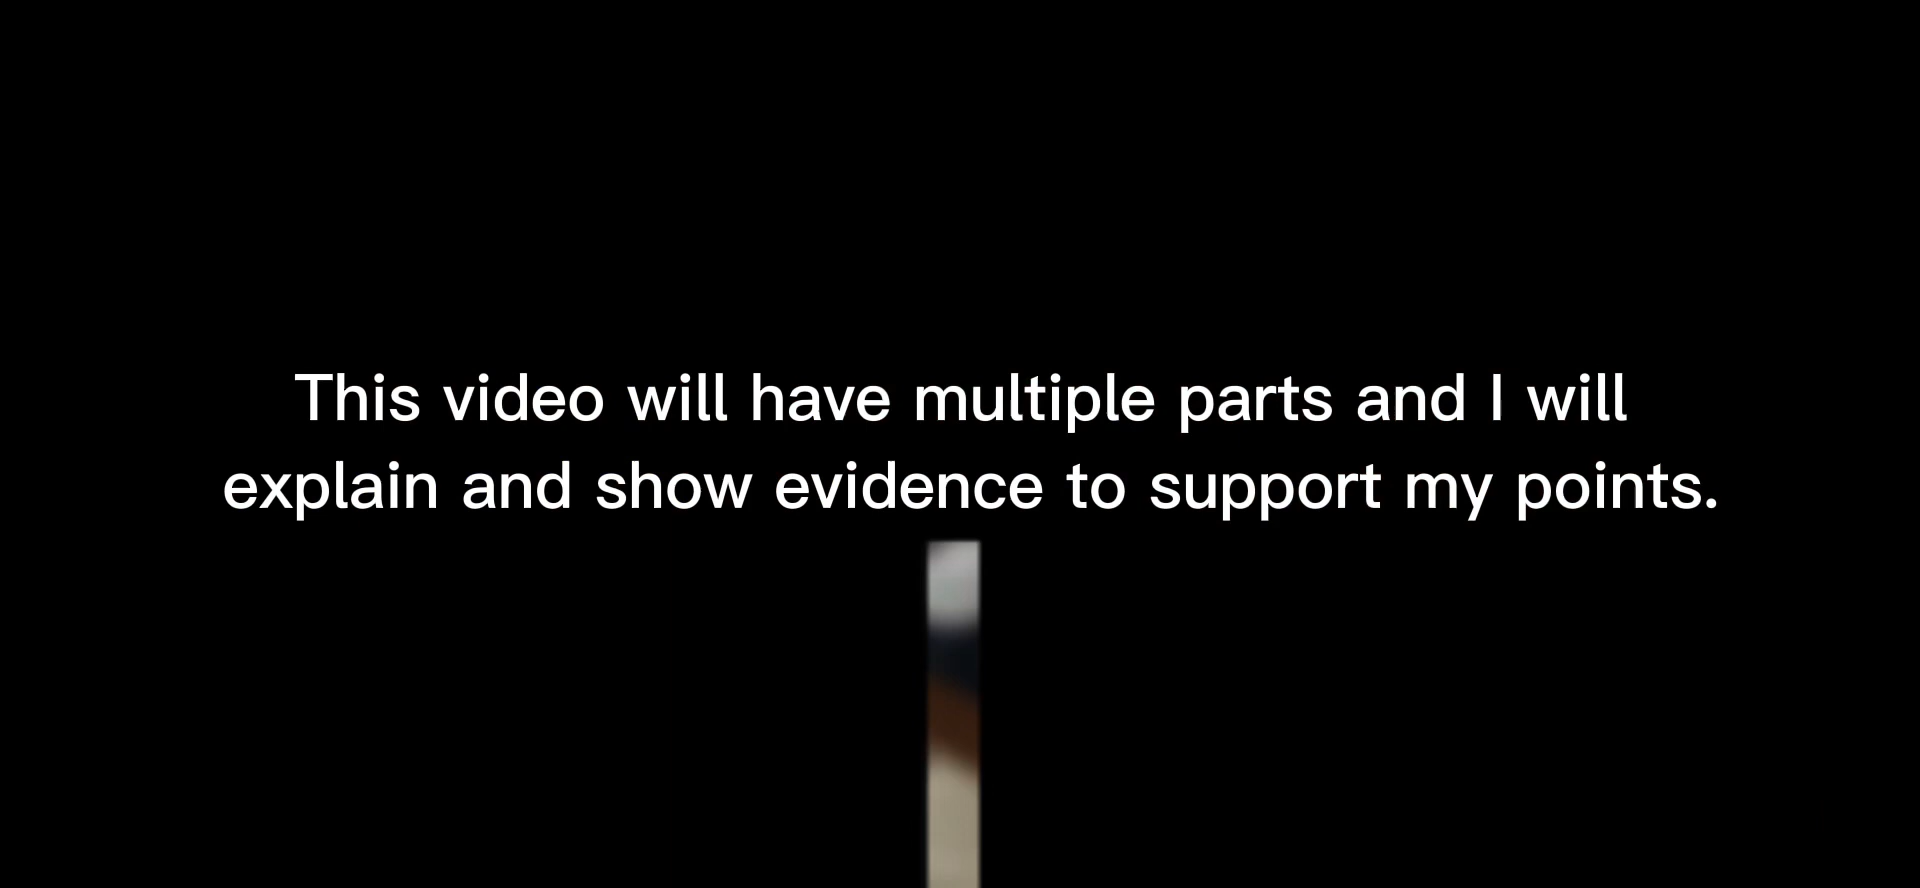 This video will have multiple parts and I will
explain and show evidence to support my points.